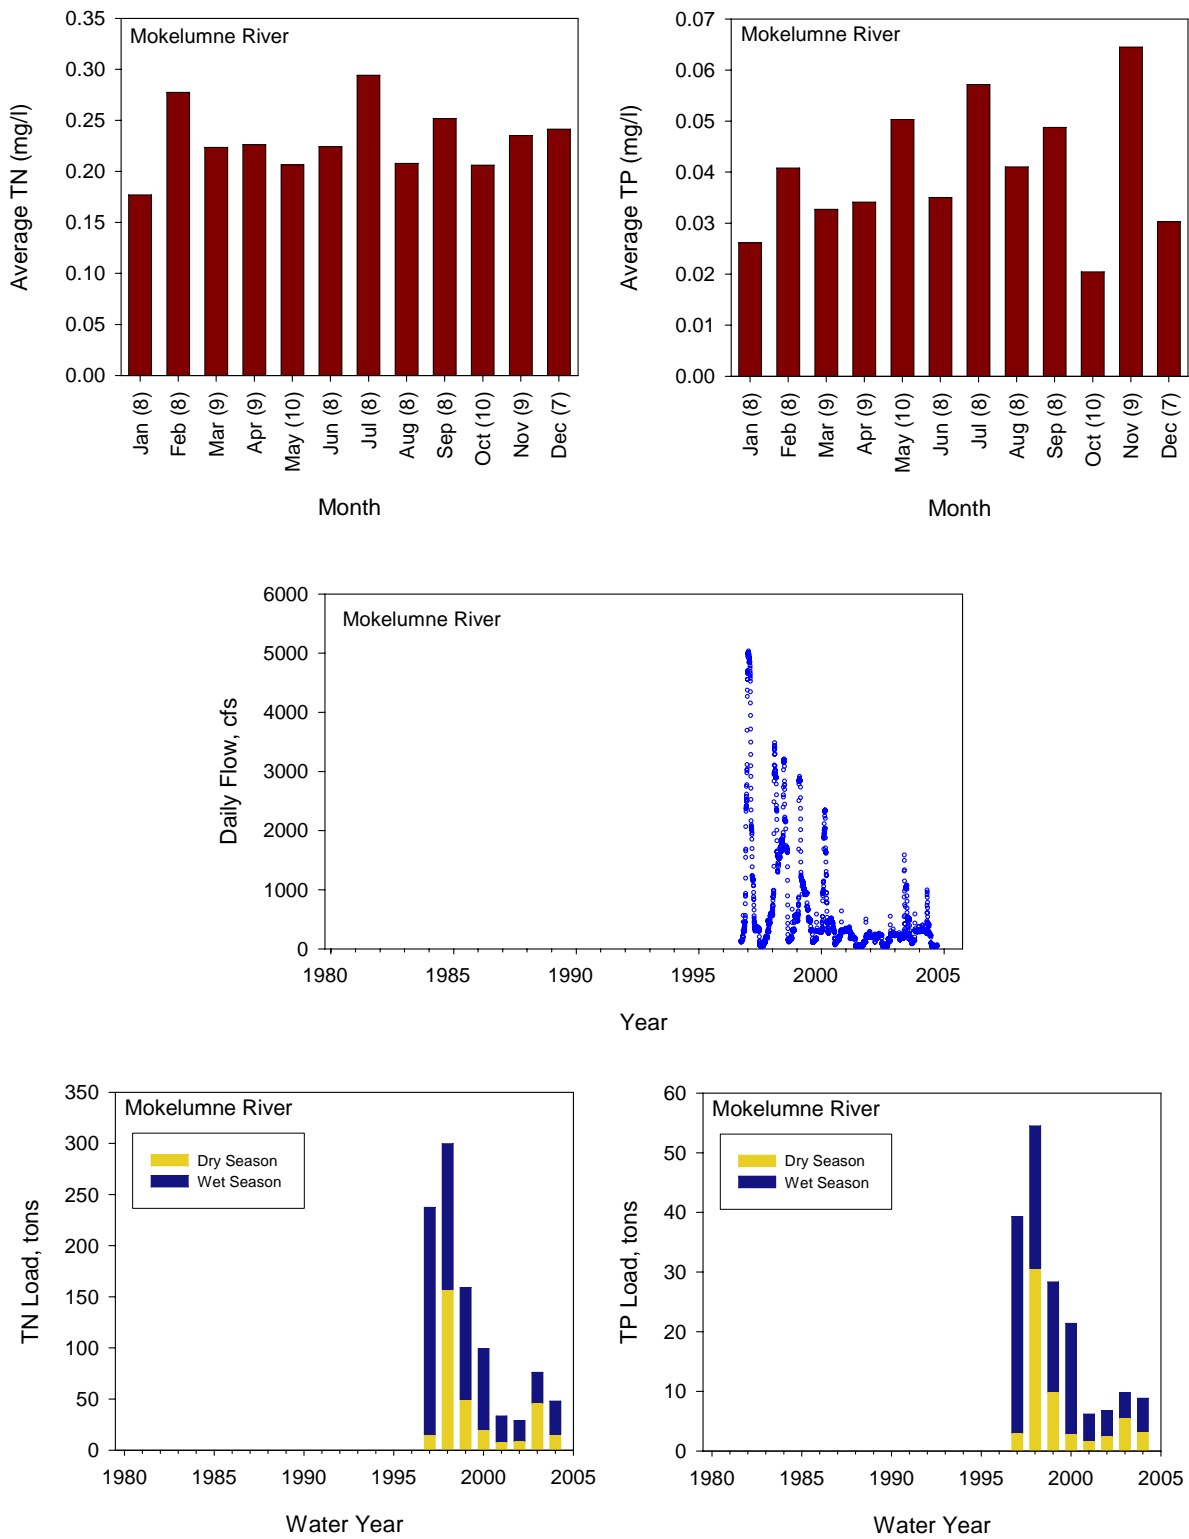 Mokelumne River
Average TN (mg/l)
0.35
0.30
0.25
0.20
0.15
0.10
0.05
0.00
Jan (8)
Feb (8)
Mar (9)
Apr (9)
May (10)
Jun (8)
Jul (8)
Aug (8)
Sep (8)
Oct (10)
Nov (9)
Dec (7)
Month
Mokelumne River
Average TP (mg/l)
0.07
0.06
0.05
0.04
0.03
0.02
0.01
0.00
Jan (8)
Feb (8)
Mar (9)
Apr (9)
May (10)
Jun (8)
Jul (8)
Aug (8)
Sep (8)
Oct (10)
Nov (9)
Dec (7)
Month
Mokelumne River
Daily Flow, cfs
6000
5000
4000
3000
2000
1000
0
1980 1985 1990 1995 2000 2005
Year
Mokelumne River
Dry Season
Wet Season
TN Load, tons
350
300
250
200
150
100
50
0
1980 1985 1990 1995 2000 2005
Water Year
Mokelumne River
Dry Season
Wet Season
TP Load, tons
60
50
40
30
20
10
0
1980 1985 1990 1995 2000 2005
Water Year